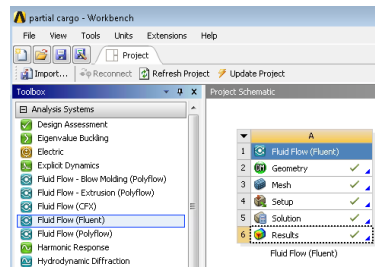 partial cargo - Workbench
File View Tools Units Extensions Help
Project
Import... Reconnect Refresh Project Update Project
Toolbox
Project Schematic
Analysis Systems
Design Assessment
Eigenvalue Buckling
Electric
Explicit Dynamics
Fluid Flow - Blow Molding (Polyflow)
Fluid Flow - Extrusion (Polyflow)
Fluid Flow (CFX)
Fluid Flow (Fluent)
Fluid Flow (Polyflow)
Harmonic Response
Hydrodynamic Diffraction
A
1 Fluid Flow (Fluent)
2 Geometry
3 Mesh
4 Setup
5 Solution
6 Results
Fluid Flow (Fluent)